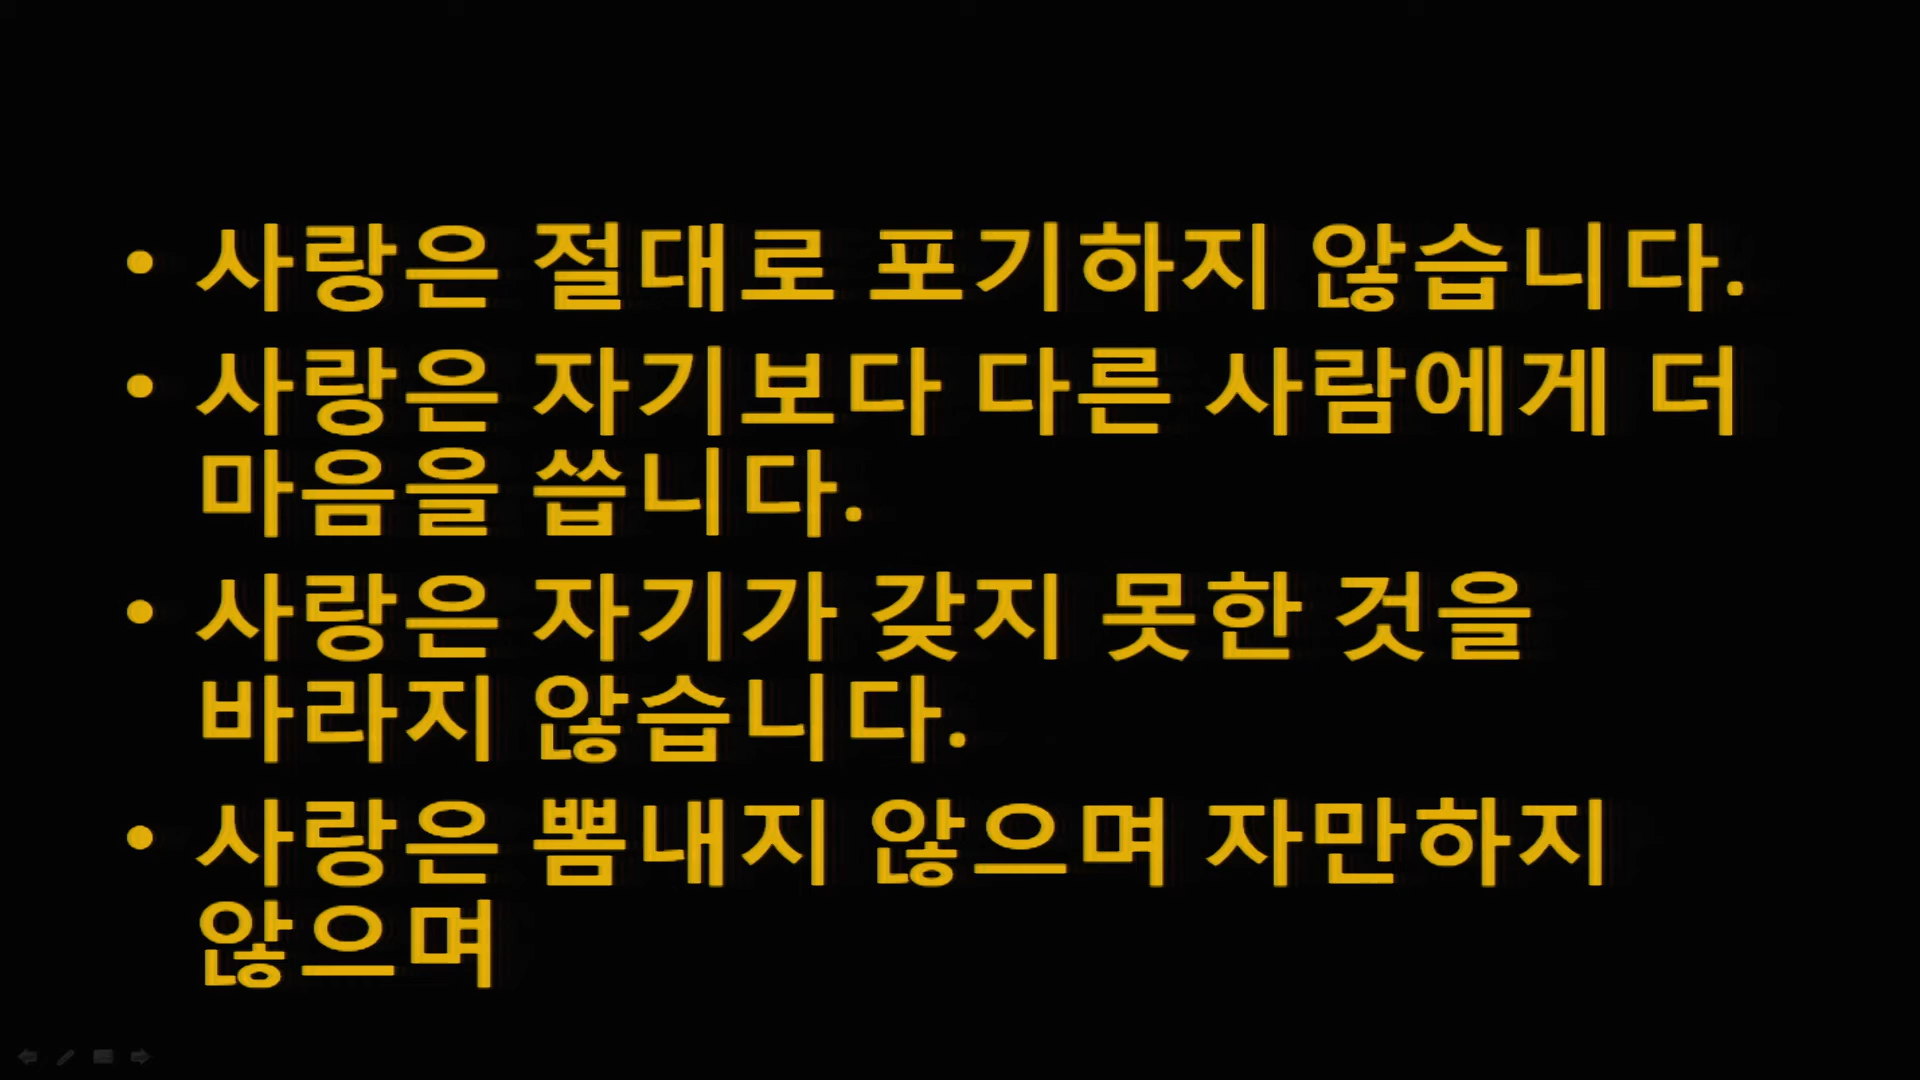 • 사랑은 절대로 포기하지 않습니다.
• 사랑은 자기보다 다른 사람에게 더
마음을 씁니다.
• 사랑은 자기가 갖지 못한 것을
바라지 않습니다.
• 사랑은 뽐내지 않으며 자만하지
않으며